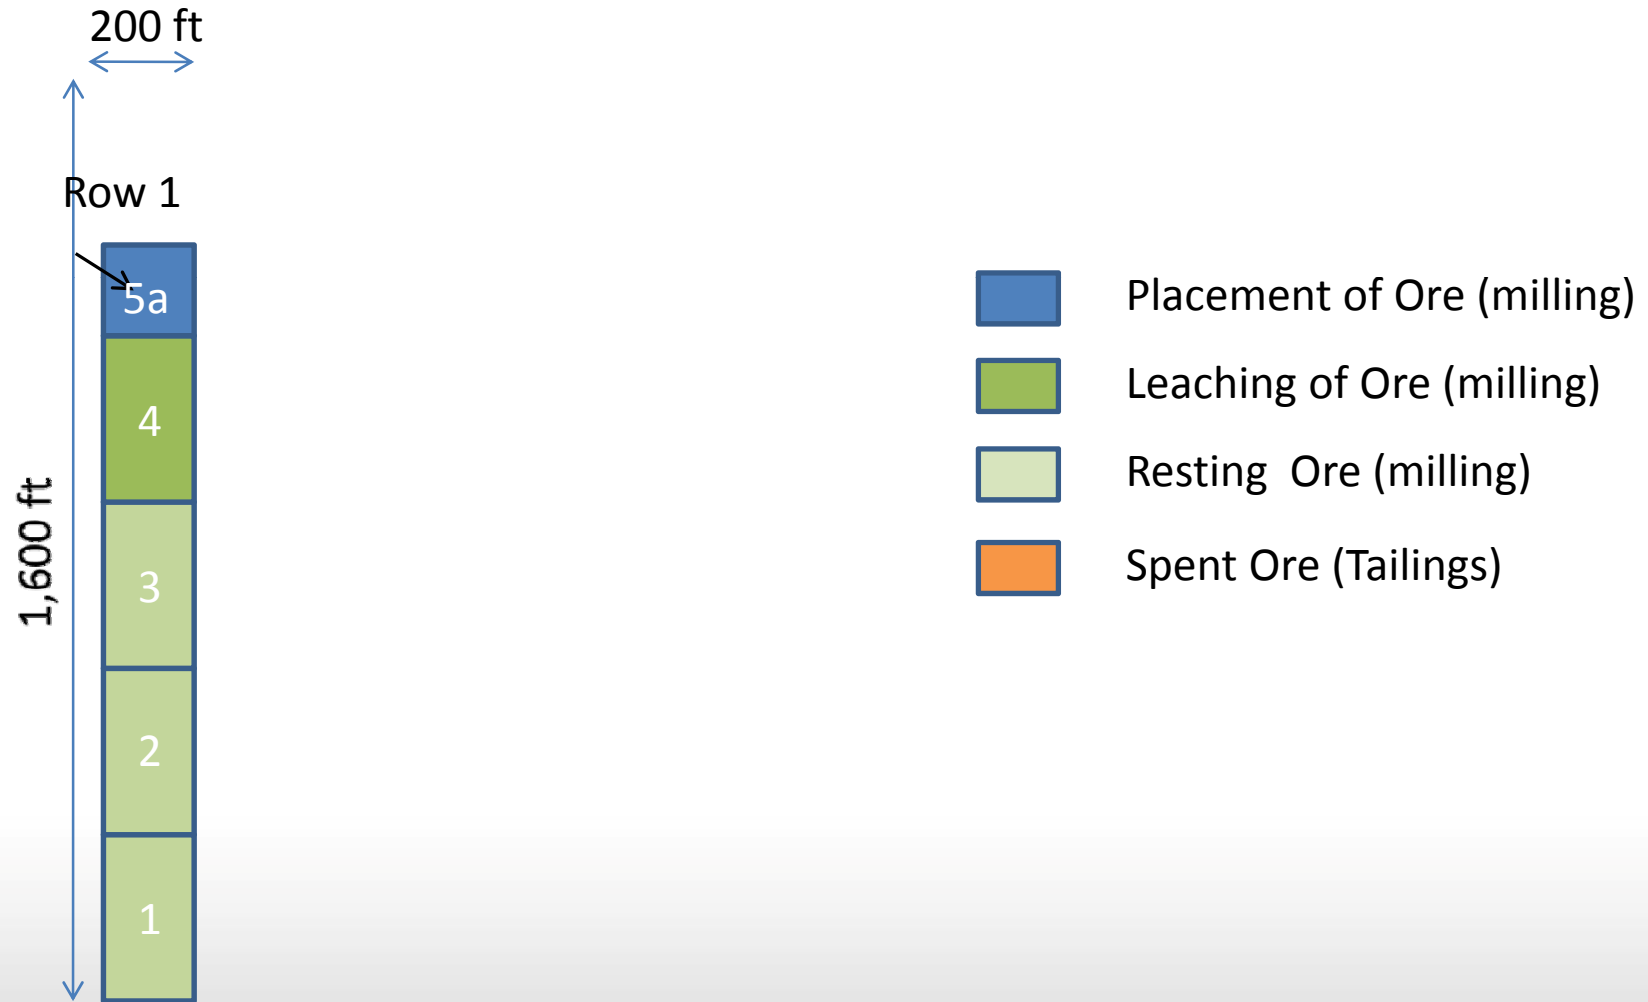 200 ft
Row 1
5a
4
3
2
1
1,600 ft
Placement of Ore (milling)
Leaching of Ore (milling)
Resting  Ore (milling)
Spent Ore (Tailings)